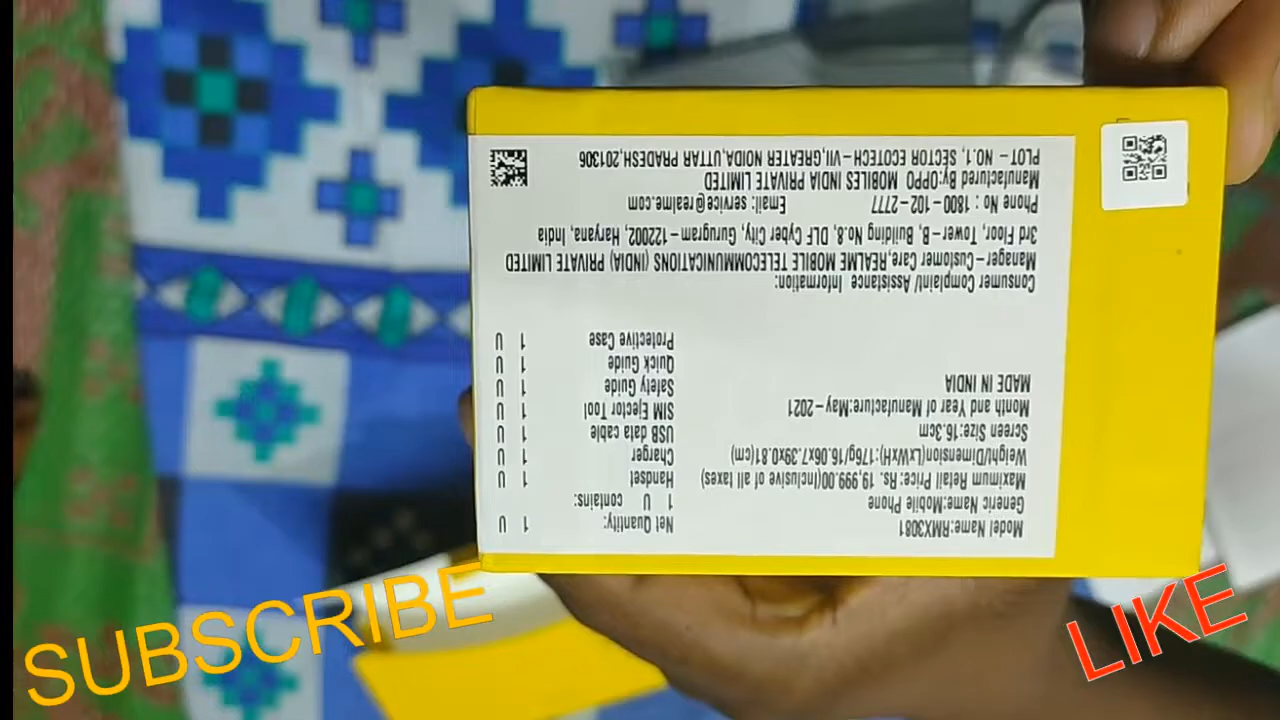 Model Name:RMX3081
Generic Name:Mobile Phone
Maximum Retail Price: Rs. 19,999.00(Inclusive of all taxes)
Weight/Dimension(LxWxH):176g/16.06x7.39x0.81(cm)
Screen Size:16.3cm
Month and Year of Manufacture:May-2021
MADE IN INDIA
Net Quantity: 1 U
1 U contains:
Handset 1 U
Charger 1 U
USB data cable 1 U
SIM Ejector Tool 1 U
Safety Guide 1 U
Quick Guide 1 U
Protective Case 1 U
Consumer Complaint/ Assistance Information:
Manager-Customer Care,REALME MOBILE TELECOMMUNICATIONS (INDIA) PRIVATE LIMITED
3rd Floor, Tower-B, Building No.8, DLF Cyber City, Gurugram-122002, Haryana, India
Phone No : 1800-102-2777 Email: service@realme.com
Manufactured By:OPPO MOBILES INDIA PRIVATE LIMITED
PLOT - NO.1, SECTOR ECOTECH-VII,GREATER NOIDA,UTTAR PRADESH,201306
SUBSCRIBE
LIKE